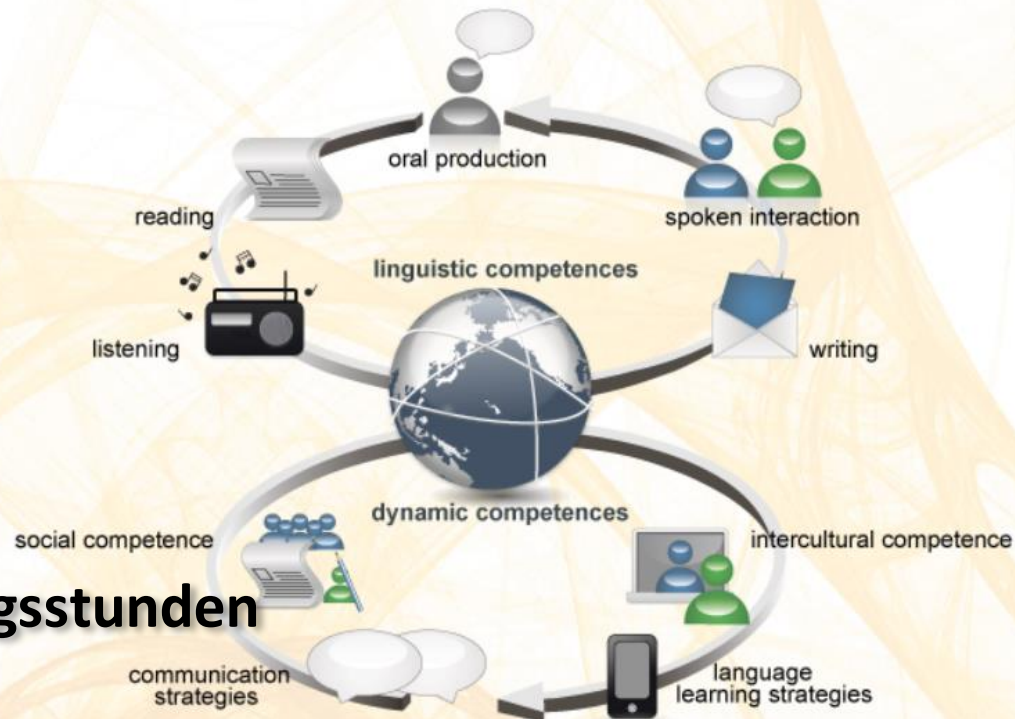 oral production
reading
spoken interaction
linguistic competences
listening
writing
dynamic competences
social competence
intercultural competence
gsstunden
communication
strategies
language
learning strategies